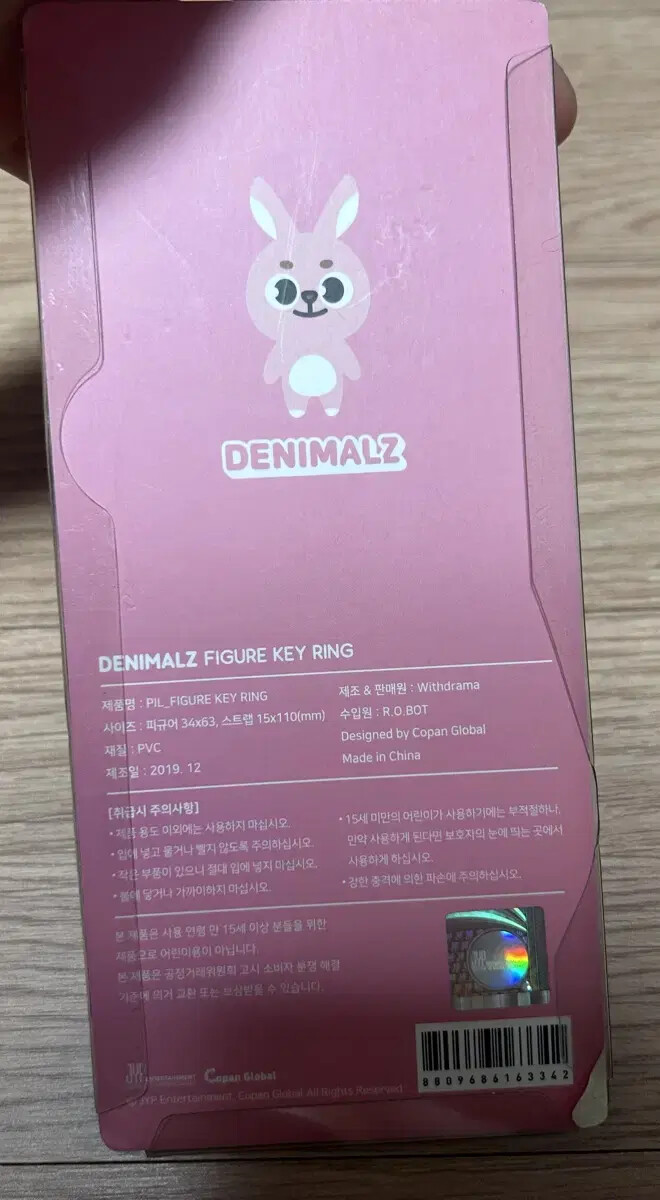 DENIMALZ
DENIMALZ FIGURE KEY RING
제품명 : PIL_FIGURE KEY RING
사이즈 : 피규어 34x63, 스트랩 15x110(mm)
재질 : PVC
제조일 : 2019. 12
제조 & 판매원 : Withdrama
수입원 : R.O.BOT
Designed by Copan Global
Made in China
[취급시 주의사항]
• 제품 용도 이외에는 사용하지 마십시오.
• 입에 넣고 물거나 빨지 않도록 주의하십시오.
• 작은 부품이 있으니 절대 입에 넣지 마십시오.
• 불에 닿거나 가까이하지 마십시오.
• 15세 미만의 어린이가 사용하기에는 부적절하나,
만약 사용하게 된다면 보호자의 눈에 띄는 곳에서
사용하게 하십시오.
• 강한 충격에 의한 파손에 주의하십시오.
본 제품은 사용 연령 만 15세 이상 분들을 위한
제품으로 어린이용이 아닙니다.
본 제품은 공정거래위원회 고시 소비자 분쟁 해결
기준에 의거 교환 또는 보상받을 수 있습니다.
JYP ENTERTAINMENT Copan Global
© JYP Entertainment. Copan Global All Rights Reserved
8809686163342